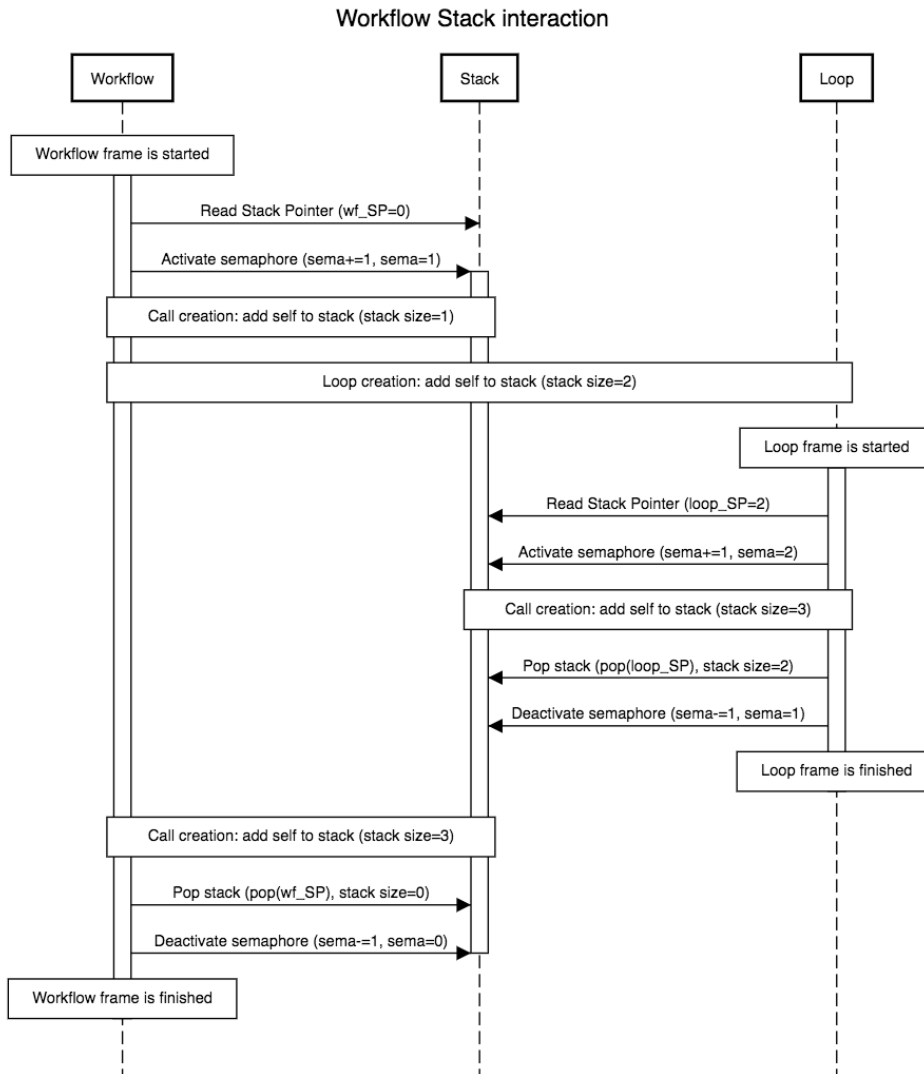 Workflow Stack interaction
Workflow
Stack
Loop
Workflow frame is started
Read Stack Pointer (wf_SP=0)
Activate semaphore (sema+=1, sema=1)
Call creation: add self to stack (stack size=1)
Loop creation: add self to stack (stack size=2)
Loop frame is started
Read Stack Pointer (loop_SP=2)
Activate semaphore (sema+=1, sema=2)
Call creation: add self to stack (stack size=3)
Pop stack (pop(loop_SP), stack size=2)
Deactivate semaphore (sema-=1, sema=1)
Loop frame is finished
Call creation: add self to stack (stack size=3)
Pop stack (pop(wf_SP), stack size=0)
Deactivate semaphore (sema-=1, sema=0)
Workflow frame is finished